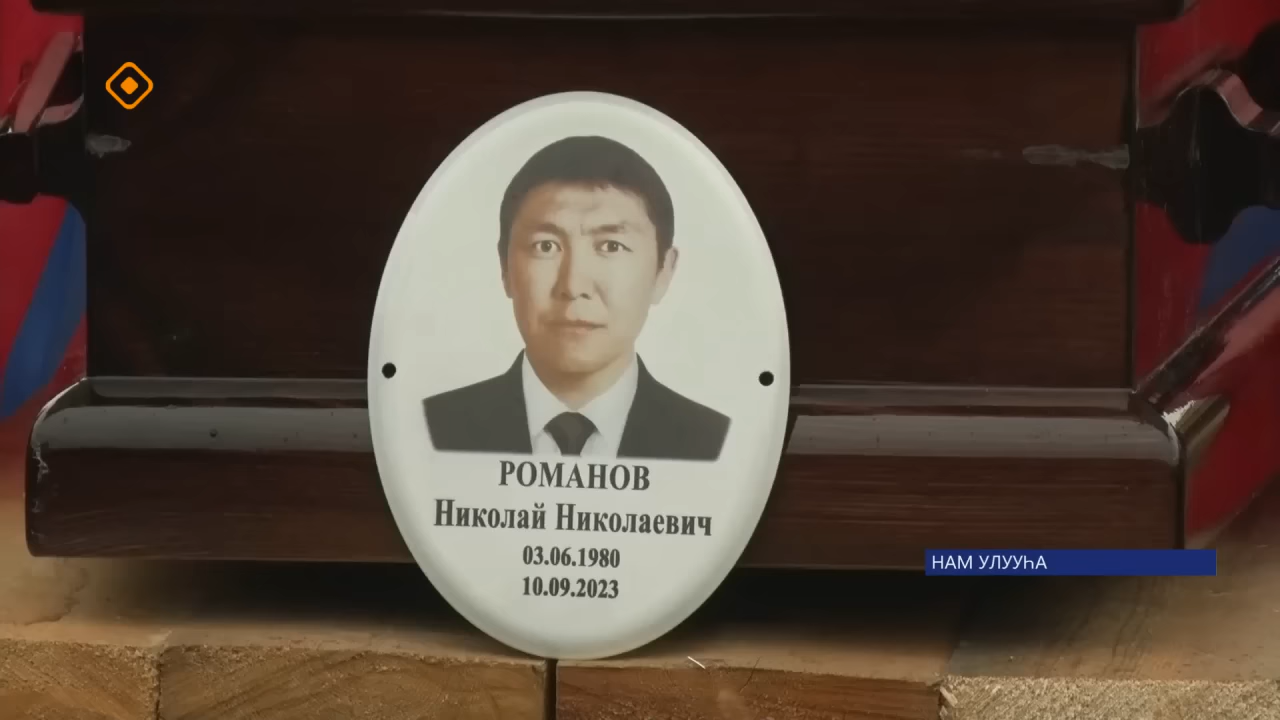 РОМАНОВ
Николай Николаевич
03.06.1980
10.09.2023
НАМ УЛУУҺА